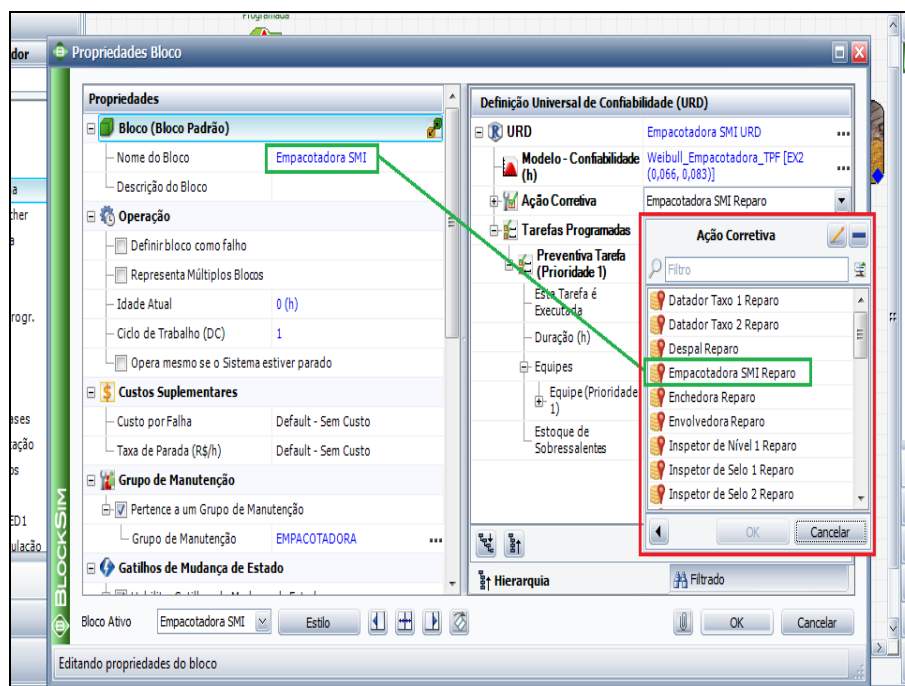 Programada
dor
Propriedades Bloco
Propriedades
Bloco (Bloco Padrão)
Nome do Bloco Empacotadora SMI
Descrição do Bloco
Operação
Definir bloco como falho
Representa Múltiplos Blocos
Idade Atual 0 (h)
Ciclo de Trabalho (DC) 1
Opera mesmo se o Sistema estiver parado
Custos Suplementares
Custo por Falha Default - Sem Custo
Taxa de Parada (R$/h) Default - Sem Custo
Grupo de Manutenção
Pertence a um Grupo de Manutenção
Grupo de Manutenção EMPACOTADORA ...
Gatilhos de Mudança de Estado
Definição Universal de Confiabilidade (URD)
URD Empacotadora SMI URD ...
Modelo - Confiabilidade Weibull_Empacotadora_TPF [EX2
(h) (0,066, 0,083)] ...
Ação Corretiva Empacotadora SMI Reparo
Tarefas Programadas
Preventiva Tarefa
(Prioridade 1)
Esta Tarefa é
Executada
Duração (h)
Equipes
Equipe (Prioridade
1)
Estoque de
Sobressalentes
Ação Corretiva
Filtro
Datador Taxo 1 Reparo
Datador Taxo 2 Reparo
Despal Reparo
Empacotadora SMI Reparo
Enchedora Reparo
Envolvedora Reparo
Inspetor de Nível 1 Reparo
Inspetor de Selo 1 Reparo
Inspetor de Selo 2 Reparo
OK Cancelar
Hierarquia Filtrado
BLOCKSIM
Bloco Ativo Empacotadora SMI Estilo OK Cancelar
Editando propriedades do bloco
a
cher
a
rogr.
ases
tação
os
ED1
ulação